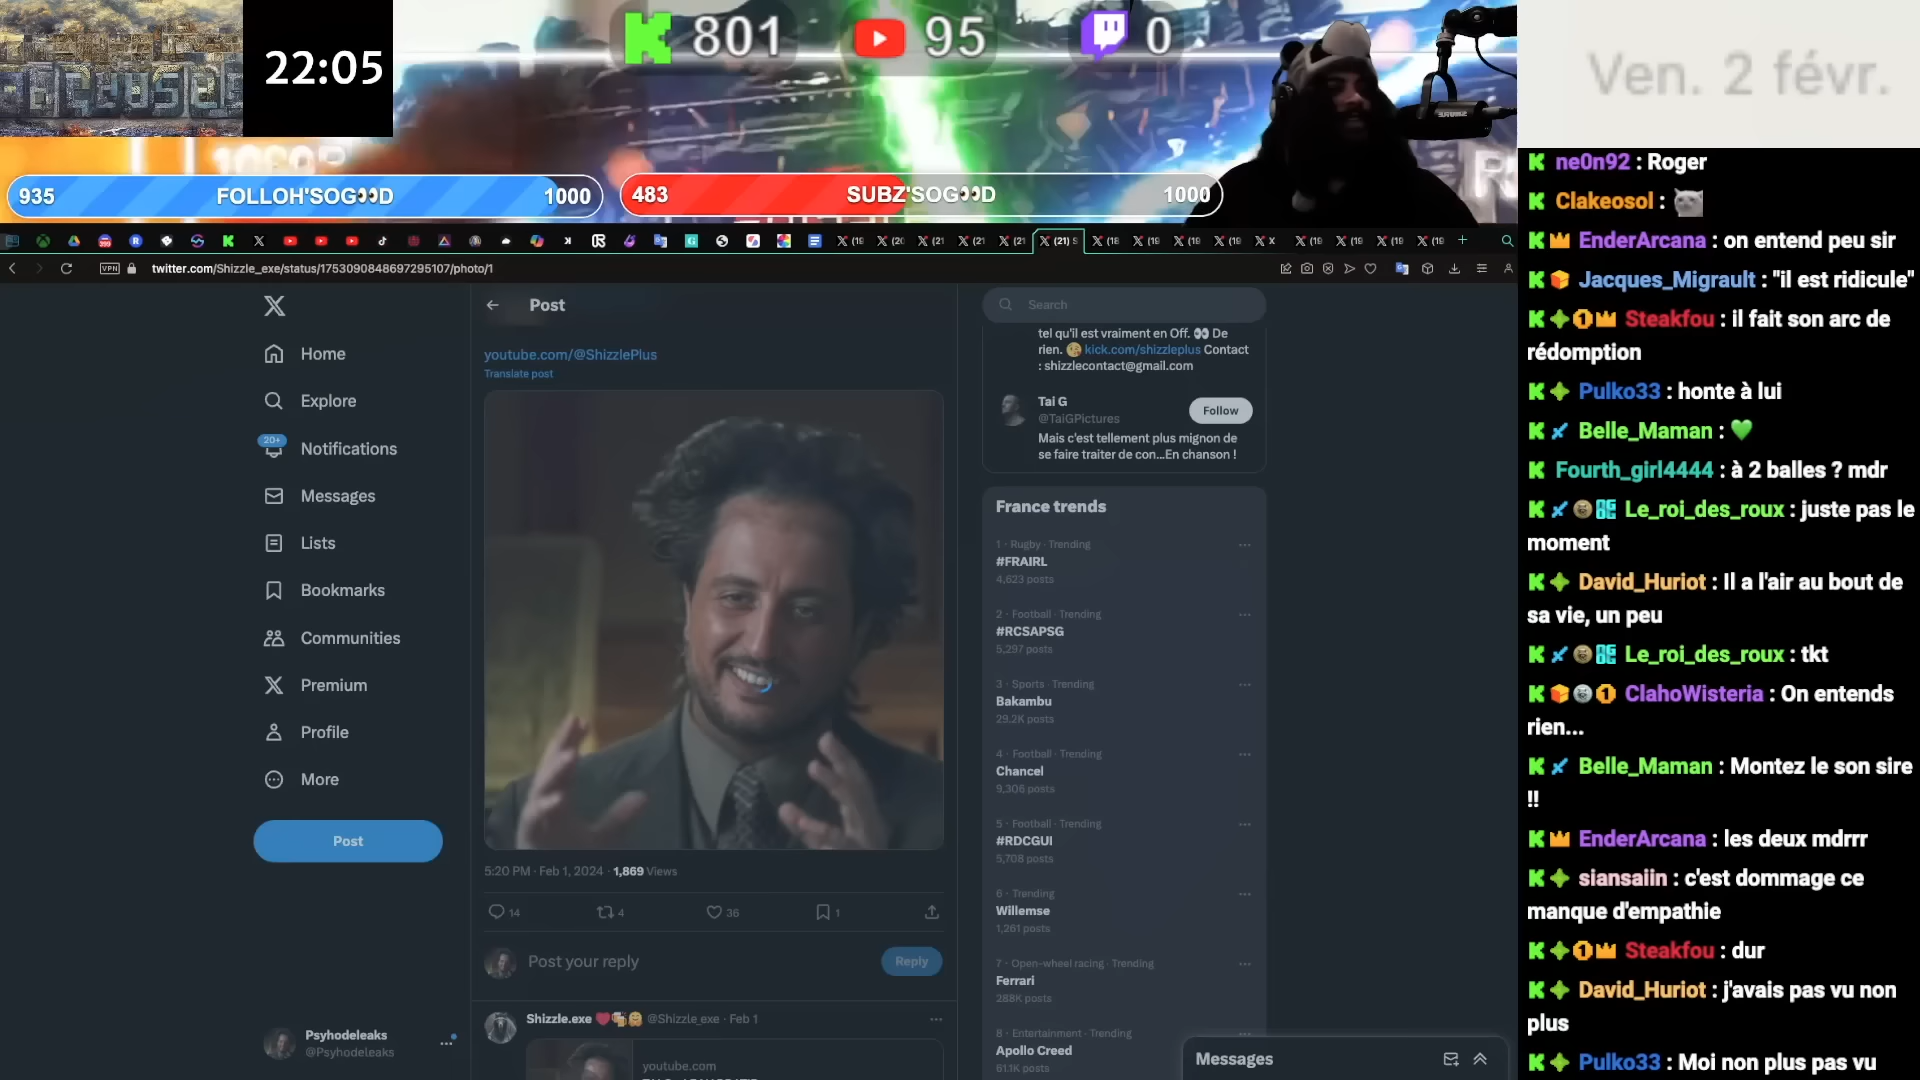 22:05
801
95
0
Ven. 2 févr.
935
FOLLOH'SOG👀D
1000
483
SUBZ'SOG👀D
1000
twitter.com/Shizzle_exe/status/1753090848697295107/photo/1
VPN
Home
Explore
20+
Notifications
Messages
Lists
Bookmarks
Communities
Premium
Profile
More
Post
Psyhodeleaks
@Psyhodeleaks
Post
youtube.com/@ShizzlePlus
Translate post
5:20 PM · Feb 1, 2024 · 1,869 Views
14
4
36
1
Post your reply
Reply
Shizzle.exe ❤️🍻🤗 @Shizzle_exe · Feb 1
youtube.com
Search
tel qu'il est vraiment en Off. 👀 De
rien. 😘 kick.com/shizzleplus Contact
: shizzlecontact@gmail.com
Tai G
@TaiGPictures
Follow
Mais c'est tellement plus mignon de
se faire traiter de con...En chanson !
France trends
1 · Rugby · Trending
#FRAIRL
4,623 posts
2 · Football · Trending
#RCSAPSG
5,297 posts
3 · Sports · Trending
Bakambu
29.2K posts
4 · Football · Trending
Chancel
9,306 posts
5 · Football · Trending
#RDCGUI
5,708 posts
6 · Trending
Willemse
1,261 posts
7 · Open-wheel racing · Trending
Ferrari
288K posts
8 · Entertainment · Trending
Apollo Creed
61.1K posts
Messages
ne0n92 : Roger
Clakeosol :
EnderArcana : on entend peu sir
Jacques_Migrault : "il est ridicule"
Steakfou : il fait son arc de
rédomption
Pulko33 : honte à lui
Belle_Maman : 💚
Fourth_girl4444 : à 2 balles ? mdr
Le_roi_des_roux : juste pas le
moment
David_Huriot : Il a l'air au bout de
sa vie, un peu
Le_roi_des_roux : tkt
ClahoWisteria : On entends
rien...
Belle_Maman : Montez le son sire
!!
EnderArcana : les deux mdrrr
siansaiin : c'est dommage ce
manque d'empathie
Steakfou : dur
David_Huriot : j'avais pas vu non
plus
Pulko33 : Moi non plus pas vu